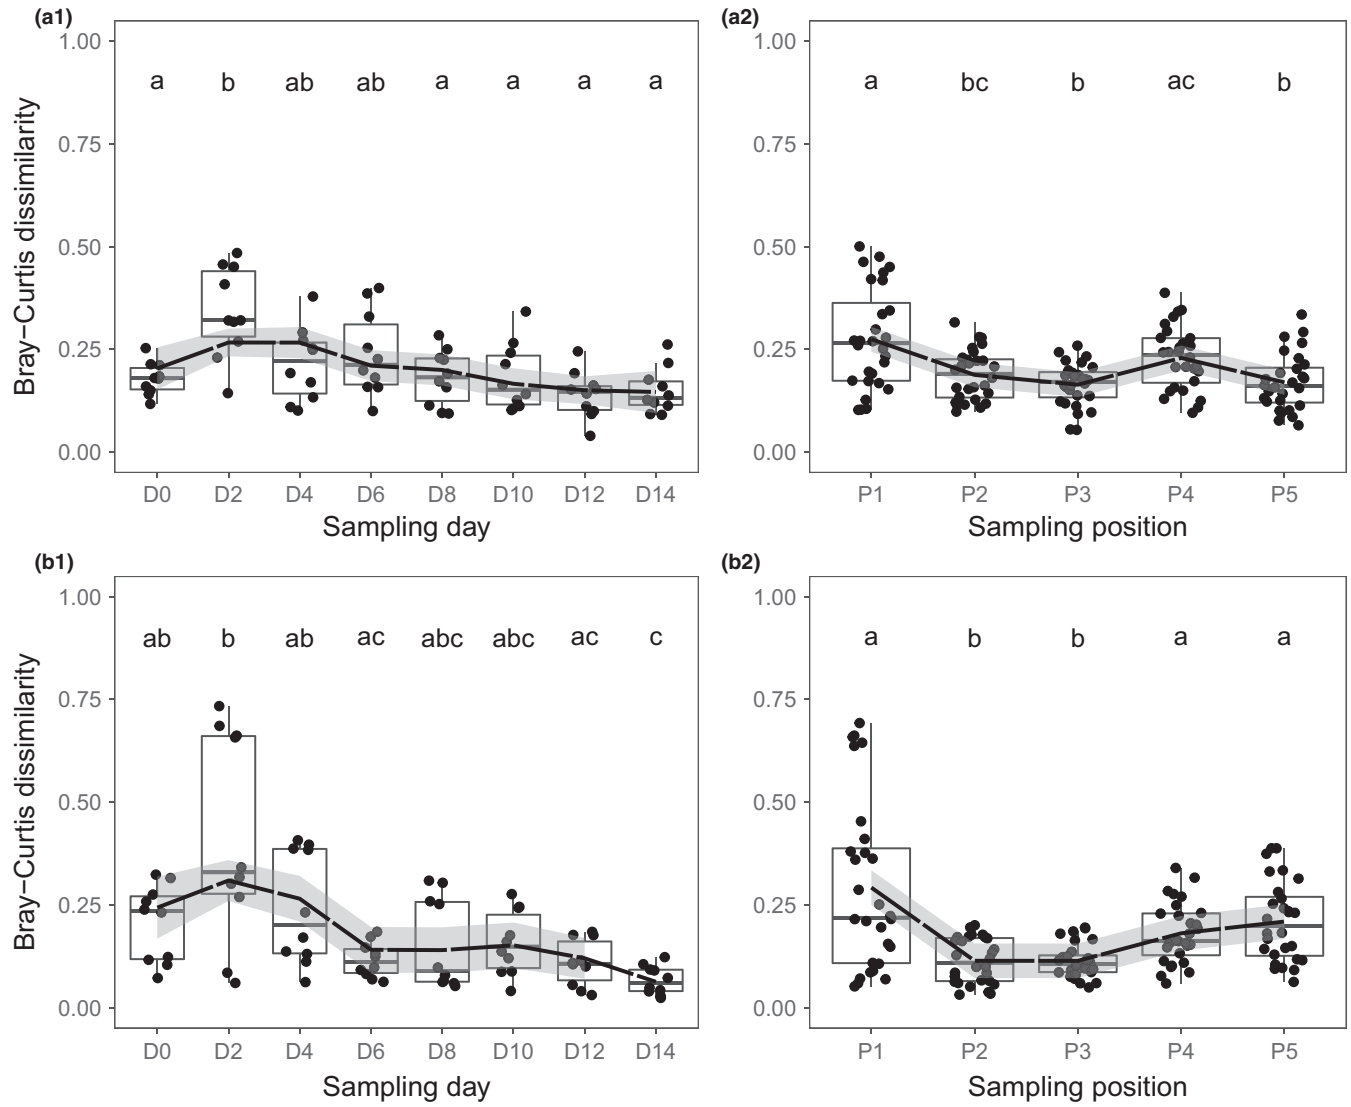 (a1)
Bray−Curtis dissimilarity
1.00
0.75
0.50
0.25
0.00
a b ab ab a a a a
D0 D2 D4 D6 D8 D10 D12 D14
Sampling day
(a2)
1.00
0.75
0.50
0.25
0.00
a bc b ac b
P1 P2 P3 P4 P5
Sampling position
(b1)
Bray−Curtis dissimilarity
1.00
0.75
0.50
0.25
0.00
ab b ab ac abc abc ac c
D0 D2 D4 D6 D8 D10 D12 D14
Sampling day
(b2)
1.00
0.75
0.50
0.25
0.00
a b b a a
P1 P2 P3 P4 P5
Sampling position